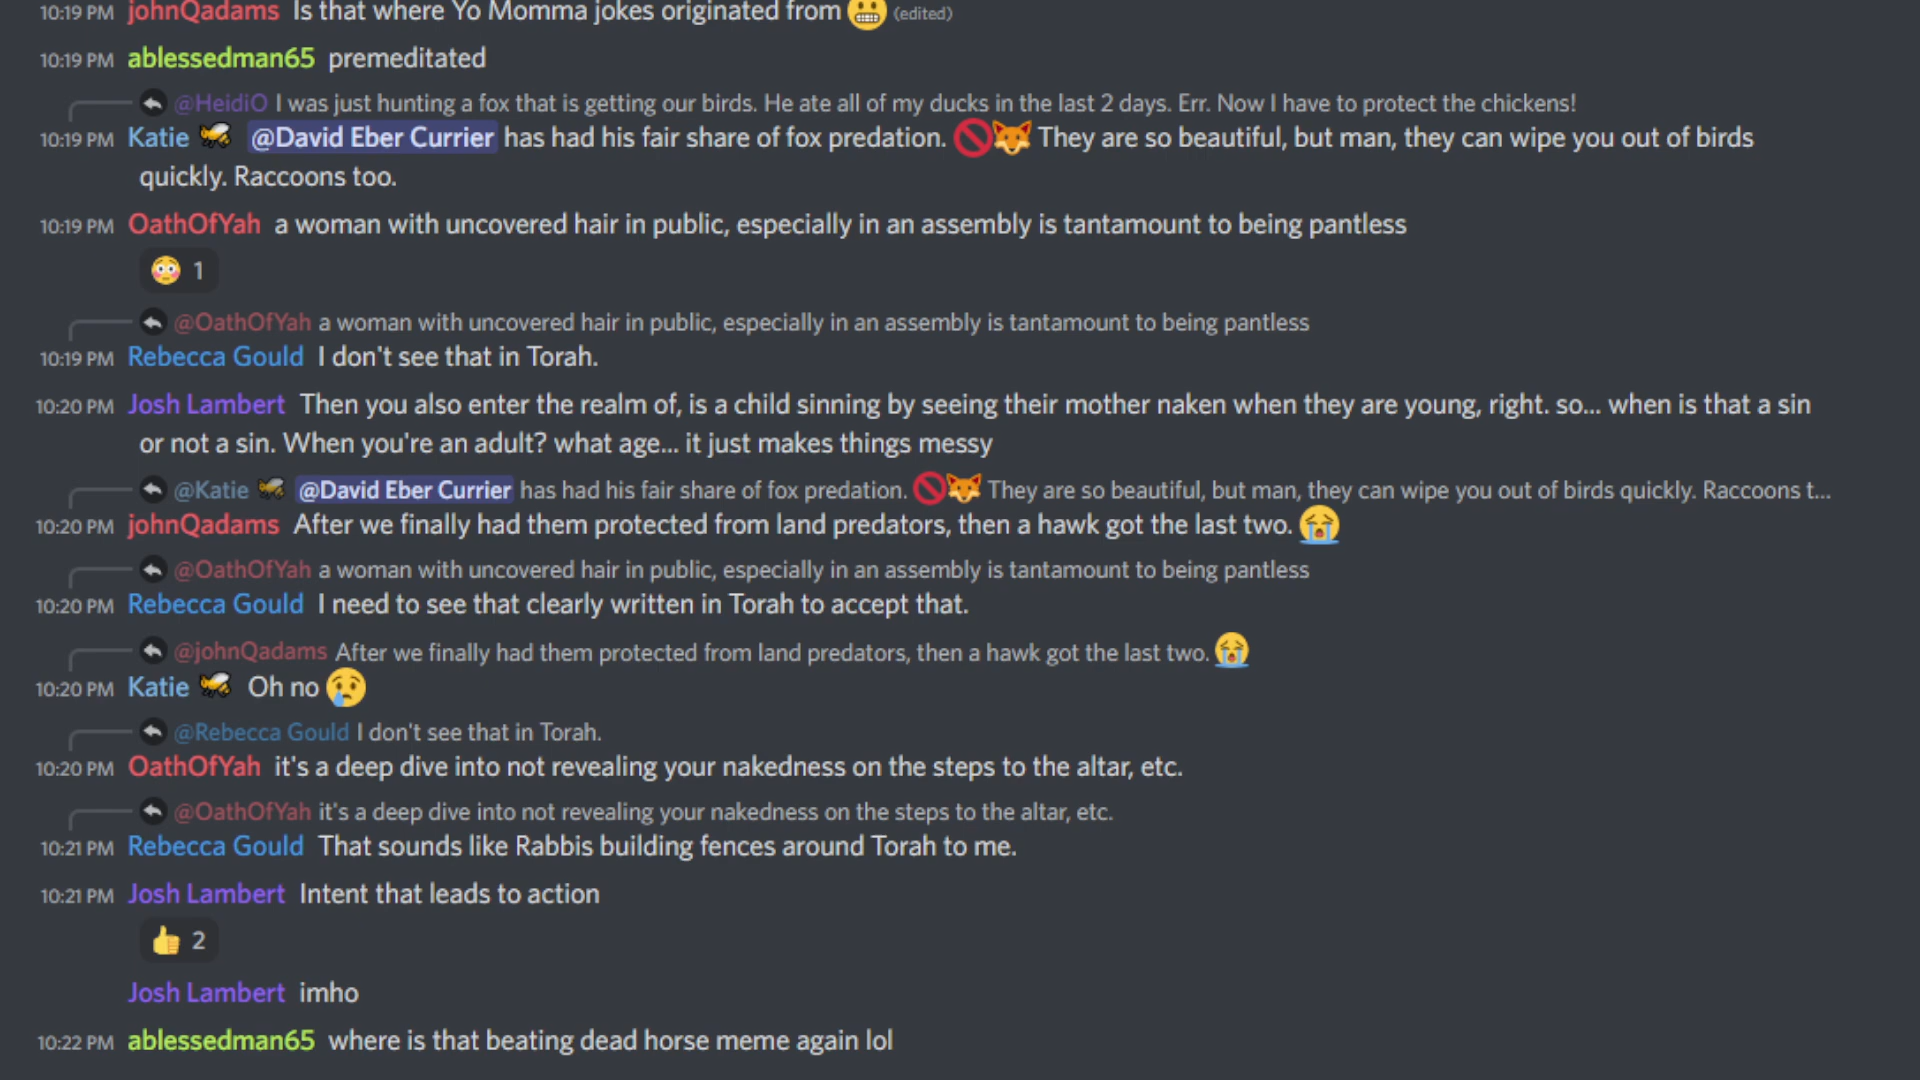 10:19 PM johnQadams Is that where Yo Momma jokes originated from 😬 (edited)
10:19 PM ablessedman65 premeditated
@HeidiO I was just hunting a fox that is getting our birds. He ate all of my ducks in the last 2 days. Err. Now I have to protect the chickens!
10:19 PM Katie 🐝 @David Eber Currier has had his fair share of fox predation. 🚫🦊 They are so beautiful, but man, they can wipe you out of birds
quickly. Raccoons too.
10:19 PM OathOfYah a woman with uncovered hair in public, especially in an assembly is tantamount to being pantless
😳 1
@OathOfYah a woman with uncovered hair in public, especially in an assembly is tantamount to being pantless
10:19 PM Rebecca Gould I don't see that in Torah.
10:20 PM Josh Lambert Then you also enter the realm of, is a child sinning by seeing their mother naken when they are young, right. so... when is that a sin
or not a sin. When you're an adult? what age... it just makes things messy
@Katie 🐝 @David Eber Currier has had his fair share of fox predation. 🚫🦊 They are so beautiful, but man, they can wipe you out of birds quickly. Raccoons t...
10:20 PM johnQadams After we finally had them protected from land predators, then a hawk got the last two. 😭
@OathOfYah a woman with uncovered hair in public, especially in an assembly is tantamount to being pantless
10:20 PM Rebecca Gould I need to see that clearly written in Torah to accept that.
@johnQadams After we finally had them protected from land predators, then a hawk got the last two. 😭
10:20 PM Katie 🐝 Oh no 😢
@Rebecca Gould I don't see that in Torah.
10:20 PM OathOfYah it's a deep dive into not revealing your nakedness on the steps to the altar, etc.
@OathOfYah it's a deep dive into not revealing your nakedness on the steps to the altar, etc.
10:21 PM Rebecca Gould That sounds like Rabbis building fences around Torah to me.
10:21 PM Josh Lambert Intent that leads to action
👍 2
Josh Lambert imho
10:22 PM ablessedman65 where is that beating dead horse meme again lol